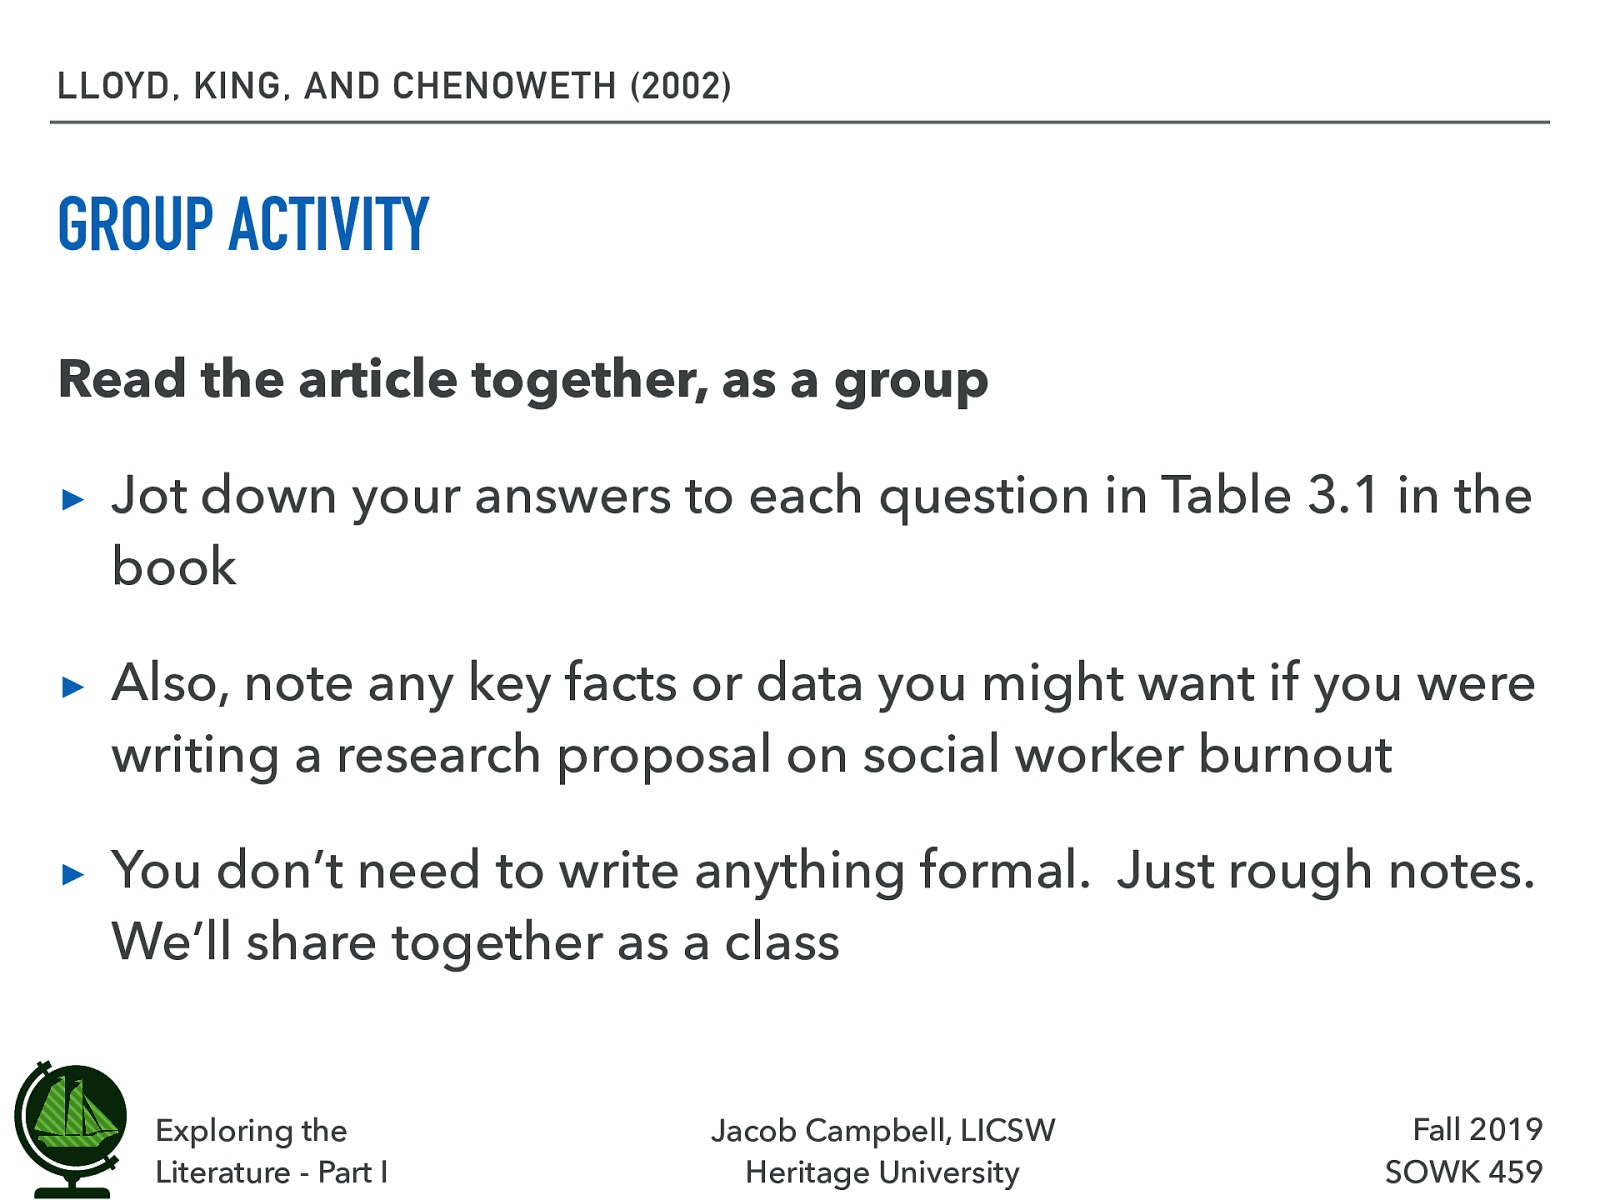 LLOYD, KING, AND CHENOWETH (2002)
GROUP ACTIVITY
Read the article together, as a group
▸ Jot down your answers to each question in Table 3.1 in the
book
▸ Also, note any key facts or data you might want if you were
writing a research proposal on social worker burnout
▸ You don’t need to write anything formal.  Just rough notes.
We’ll share together as a class
Exploring the
Literature - Part I
Jacob Campbell, LICSW
Heritage University
Fall 2019
SOWK 459